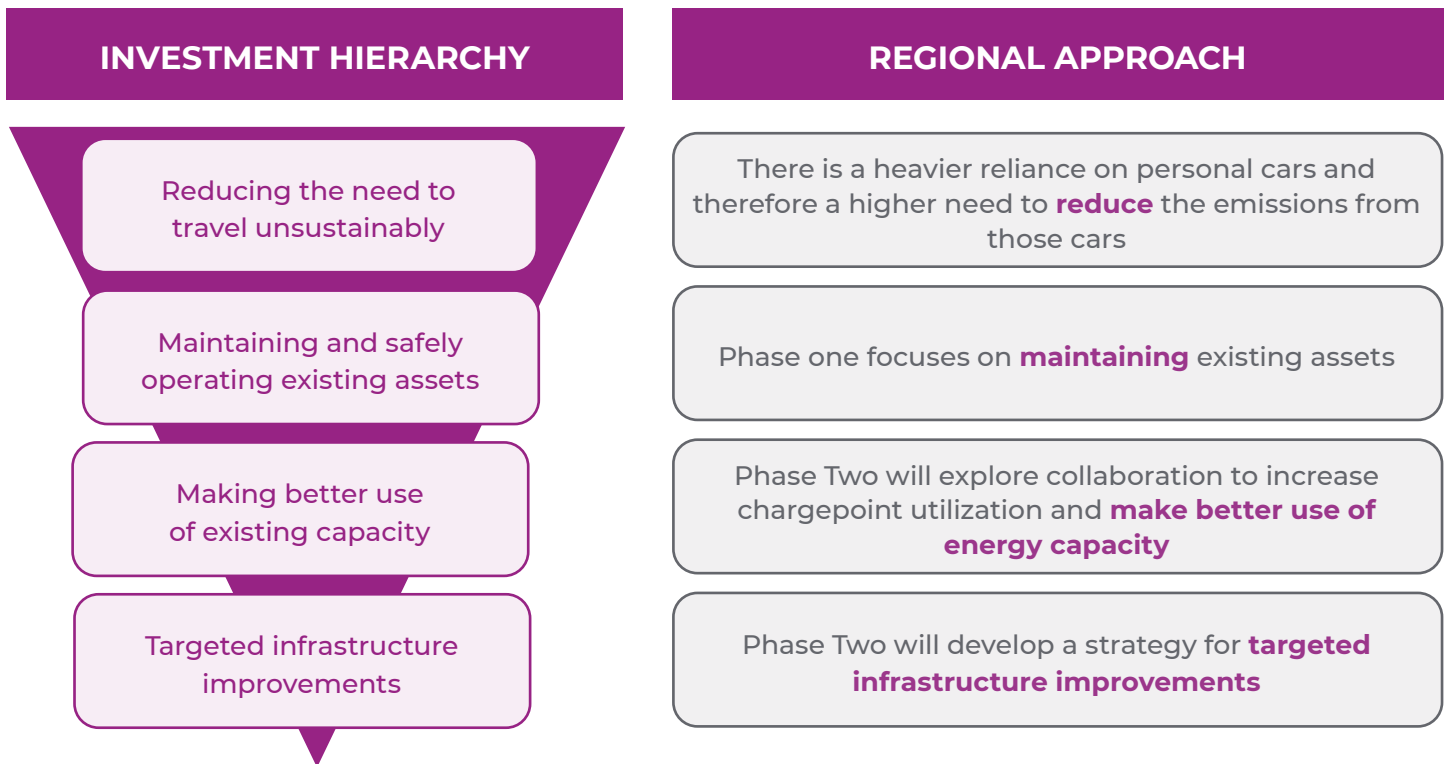 INVESTMENT HIERARCHY
REGIONAL APPROACH
Reducing the need to
travel unsustainably
There is a heavier reliance on personal cars and
therefore a higher need to reduce the emissions from
those cars
Maintaining and safely
operating existing assets
Phase one focuses on maintaining existing assets
Making better use
of existing capacity
Phase Two will explore collaboration to increase
chargepoint utilization and make better use of
energy capacity
Targeted infrastructure
improvements
Phase Two will develop a strategy for targeted
infrastructure improvements